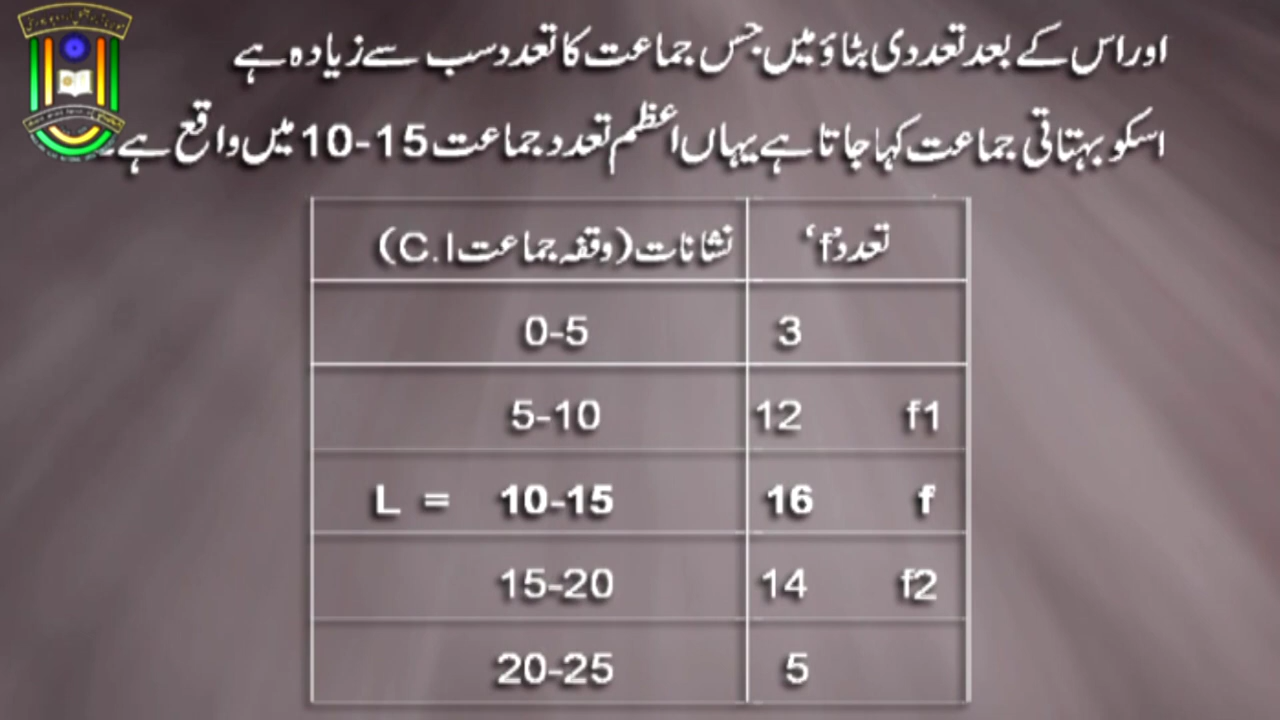 اور اس کے بعد تعددی بٹاؤ میں جس جماعت کا تعدد سب سے زیادہ ہے
اسکو بہتاتی جماعت کہا جاتا ہے یہاں اعظم تعدد جماعت 15-10 میں واقع ہے۔
تعدد 'f' نشانات (وقفہ جماعت C.I)
0-5 3
5-10 12 f1
L = 10-15 16 f
15-20 14 f2
20-25 5